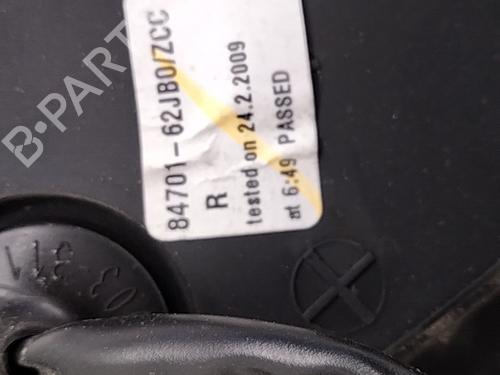 B-PARTS
84701-62JB0/ZCC
R
tested on 24.2.2009
at 6:49 PASSED